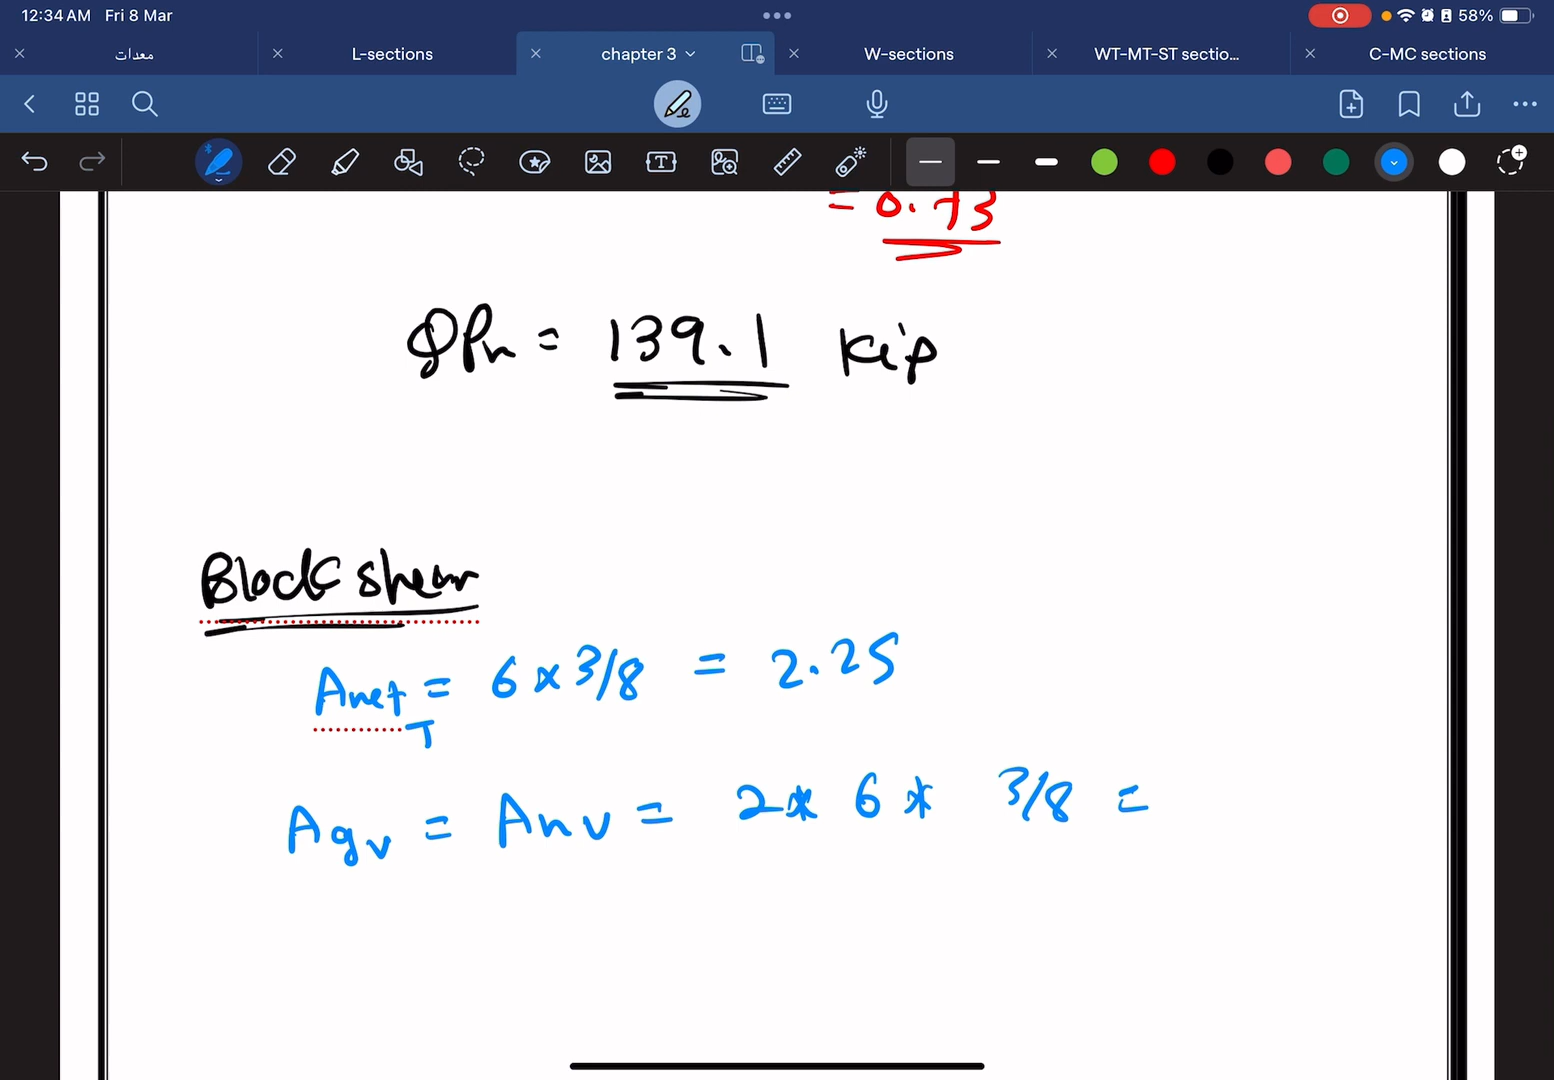 12:34 AM Fri 8 Mar
58%
معدات
L-sections
chapter 3
W-sections
WT-MT-ST sectio...
C-MC sections
= 0.73
ØPn = 139.1 kip
Block shear
Anet T = 6 x 3/8 = 2.25
Agv = Anv = 2* 6 * 3/8 =